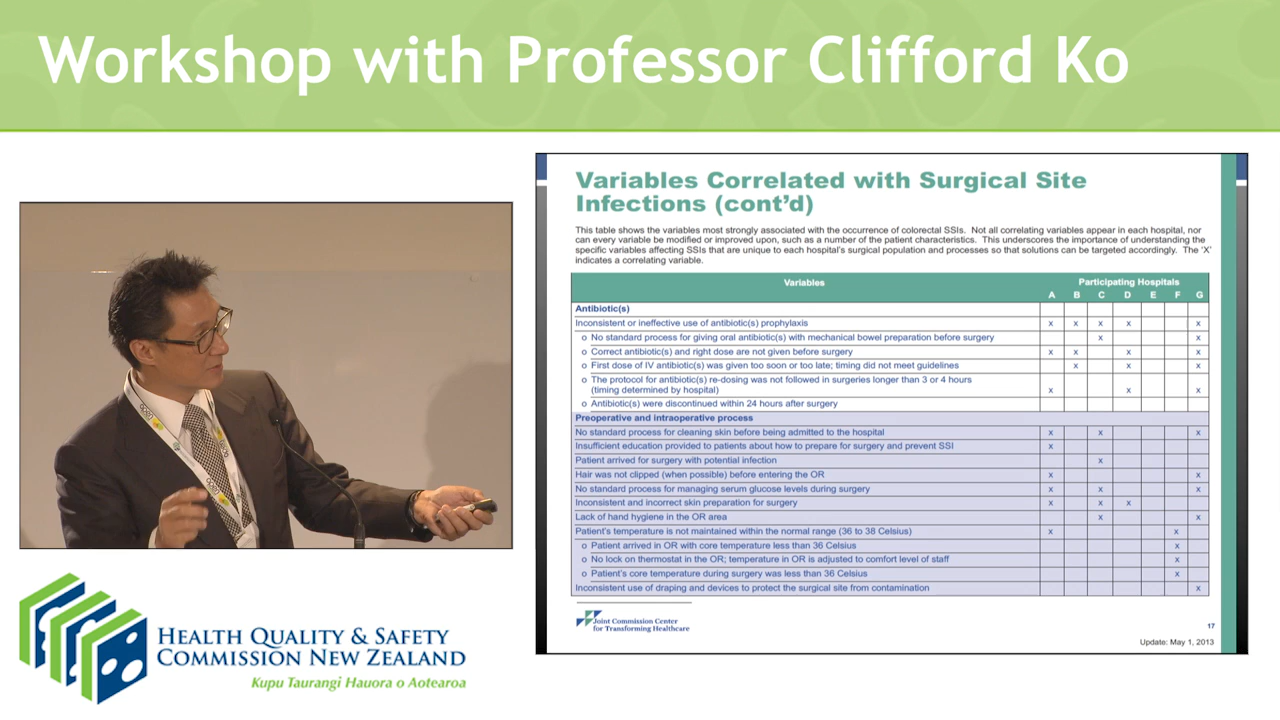 Workshop with Professor Clifford Ko
Variables Correlated with Surgical Site
Infections (cont'd)
This table shows the variables most strongly associated with the occurrence of colorectal SSIs. Not all correlating variables appear in each hospital, nor
can every variable be modified or improved upon, such as a number of the patient characteristics. This underscores the importance of understanding the
specific variables affecting SSIs that are unique to each hospital's surgical population and processes so that solutions can be targeted accordingly. The 'X'
indicates a correlating variable.
Variables Participating Hospitals
A B C D E F G
Antibiotic(s)
Inconsistent or ineffective use of antibiotic(s) prophylaxis x x x x x
o No standard process for giving oral antibiotic(s) with mechanical bowel preparation before surgery x x
o Correct antibiotic(s) and right dose are not given before surgery x x x x
o First dose of IV antibiotic(s) was given too soon or too late; timing did not meet guidelines x x x
o The protocol for antibiotic(s) re-dosing was not followed in surgeries longer than 3 or 4 hours
(timing determined by hospital) x x x
o Antibiotic(s) were discontinued within 24 hours after surgery
Preoperative and intraoperative process
No standard process for cleaning skin before being admitted to the hospital x x x
Insufficient education provided to patients about how to prepare for surgery and prevent SSI x
Patient arrived for surgery with potential infection x
Hair was not clipped (when possible) before entering the OR x x
No standard process for managing serum glucose levels during surgery x x x
Inconsistent and incorrect skin preparation for surgery x x x
Lack of hand hygiene in the OR area x x
Patient's temperature is not maintained within the normal range (36 to 38 Celsius) x x
o Patient arrived in OR with core temperature less than 36 Celsius x
o No lock on thermostat in the OR; temperature in OR is adjusted to comfort level of staff x
o Patient's core temperature during surgery was less than 36 Celsius x
Inconsistent use of draping and devices to protect the surgical site from contamination x
Joint Commission Center
for Transforming Healthcare
17
Update: May 1, 2013
HEALTH QUALITY & SAFETY
COMMISSION NEW ZEALAND
Kupu Taurangi Hauora o Aotearoa